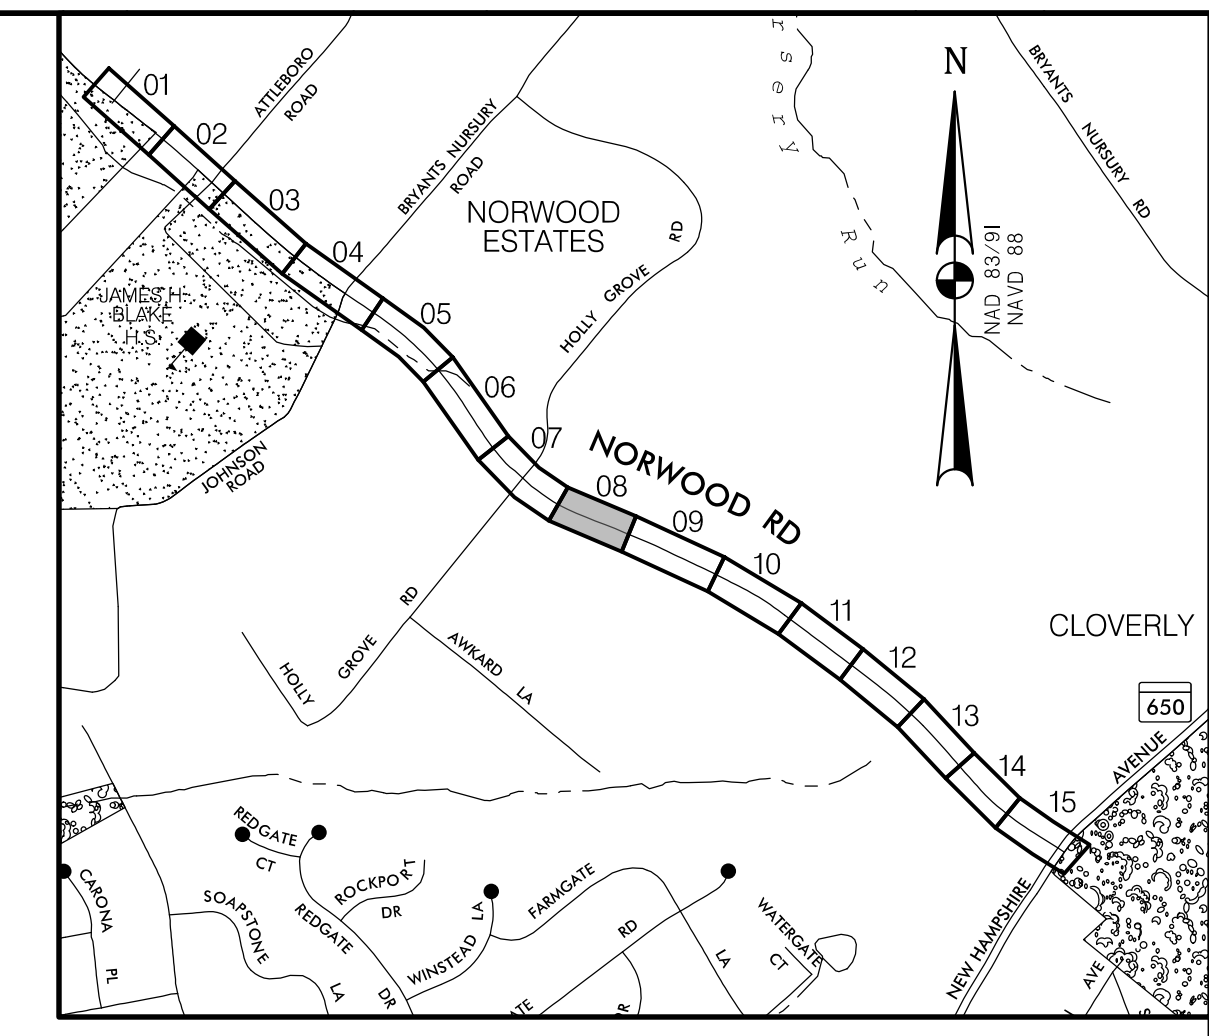 01
02
03
04
05
06
07
08
09
10
11
12
13
14
15
ATTLEBORO
ROAD
BRYANTS NURSURY
ROAD
NORWOOD
ESTATES
HOLLY GROVE RD
rsery Run
N
NAD 83/91
NAVD 88
BRYANTS NURSURY RD
JAMES H.
BLAKE
H.S.
JOHNSON
ROAD
NORWOOD RD
CLOVERLY
650
HOLLY GROVE RD
AWKARD LA
NEW HAMPSHIRE AVENUE
REDGATE
CT
ROCKPORT
DR
SOAPSTONE LA
REDGATE DR
CARONA PL
WINSTEAD LA
FARMGATE LA
RD
WATERGATE
CT
AVE